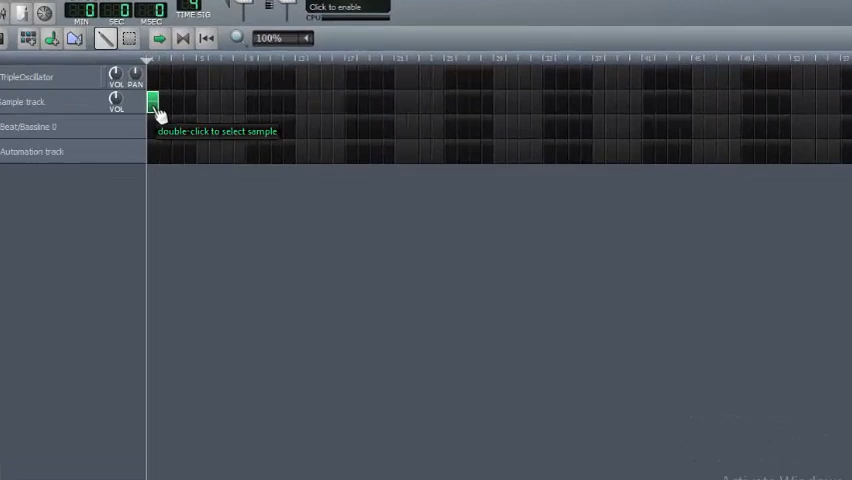 Click to enable
MIN SEC MSEC TIME SIG CPU
100%
TripleOscillator VOL PAN
Sample track VOL
double-click to select sample
Beat/Bassline 0
Automation track